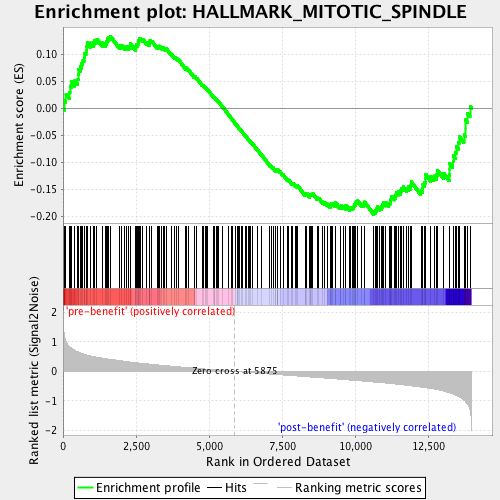 Enrichment plot: HALLMARK_MITOTIC_SPINDLE
Enrichment score (ES)
0.10
0.05
0.00
-0.05
-0.10
-0.15
-0.20
'pre-benefit' (positively correlated)
Ranked list metric (Signal2Noise)
2
1
0
-1
-2
Zero cross at 5875
'post-benefit' (negatively correlated)
0 2,500 5,000 7,500 10,000 12,500
Rank in Ordered Dataset
Enrichment profile Hits Ranking metric scores